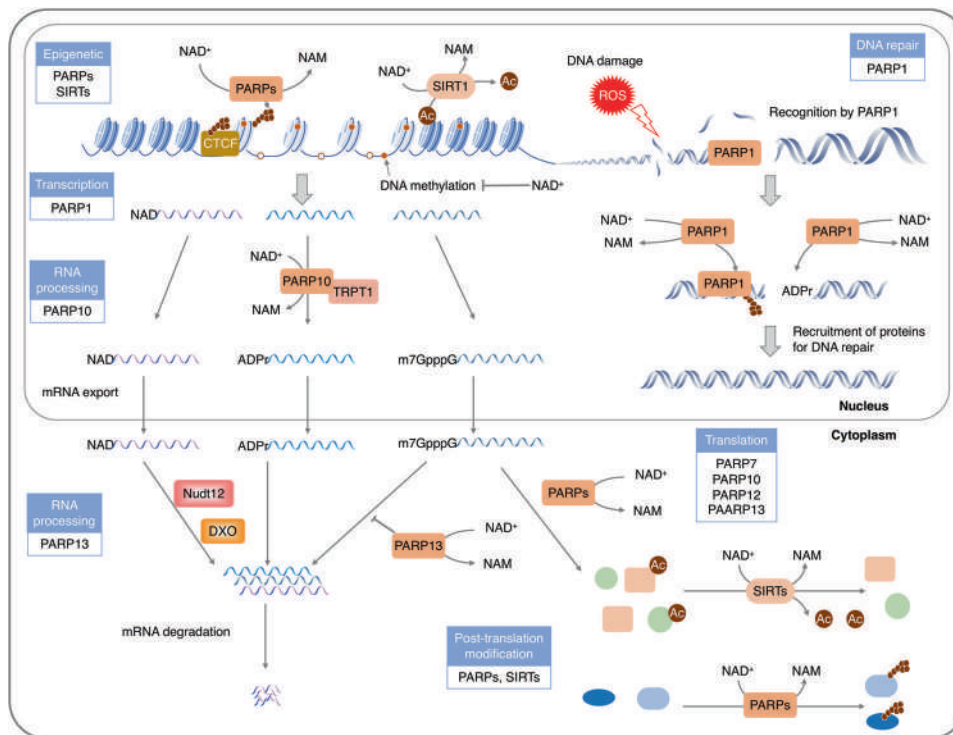 Epigenetic
PARPs
SIRTs
NAD+
NAM
PARPs
CTCF
NAM
NAD+
SIRT1
Ac
Ac
DNA damage
ROS
DNA repair
PARP1
Recognition by PARP1
PARP1
DNA methylation
NAD+
Transcription
PARP1
NAD
NAD+
NAM
PARP1
PARP1
NAD+
NAM
PARP1
ADPr
RNA
processing
PARP10
NAD+
PARP10
TRPT1
NAM
Recruitment of proteins
for DNA repair
NAD
ADPr
m7GpppG
mRNA export
Nucleus
Cytoplasm
NAD
ADPr
m7GpppG
Translation
PARP7
PARP10
PARP12
PAARP13
PARPs
NAD+
NAM
RNA
processing
PARP13
Nudt12
DXO
PARP13
NAD+
NAM
Ac
Ac
NAD+
NAM
SIRTs
Ac
Ac
mRNA degradation
Post-translation
modification
PARPs, SIRTs
NAD+
NAM
PARPs